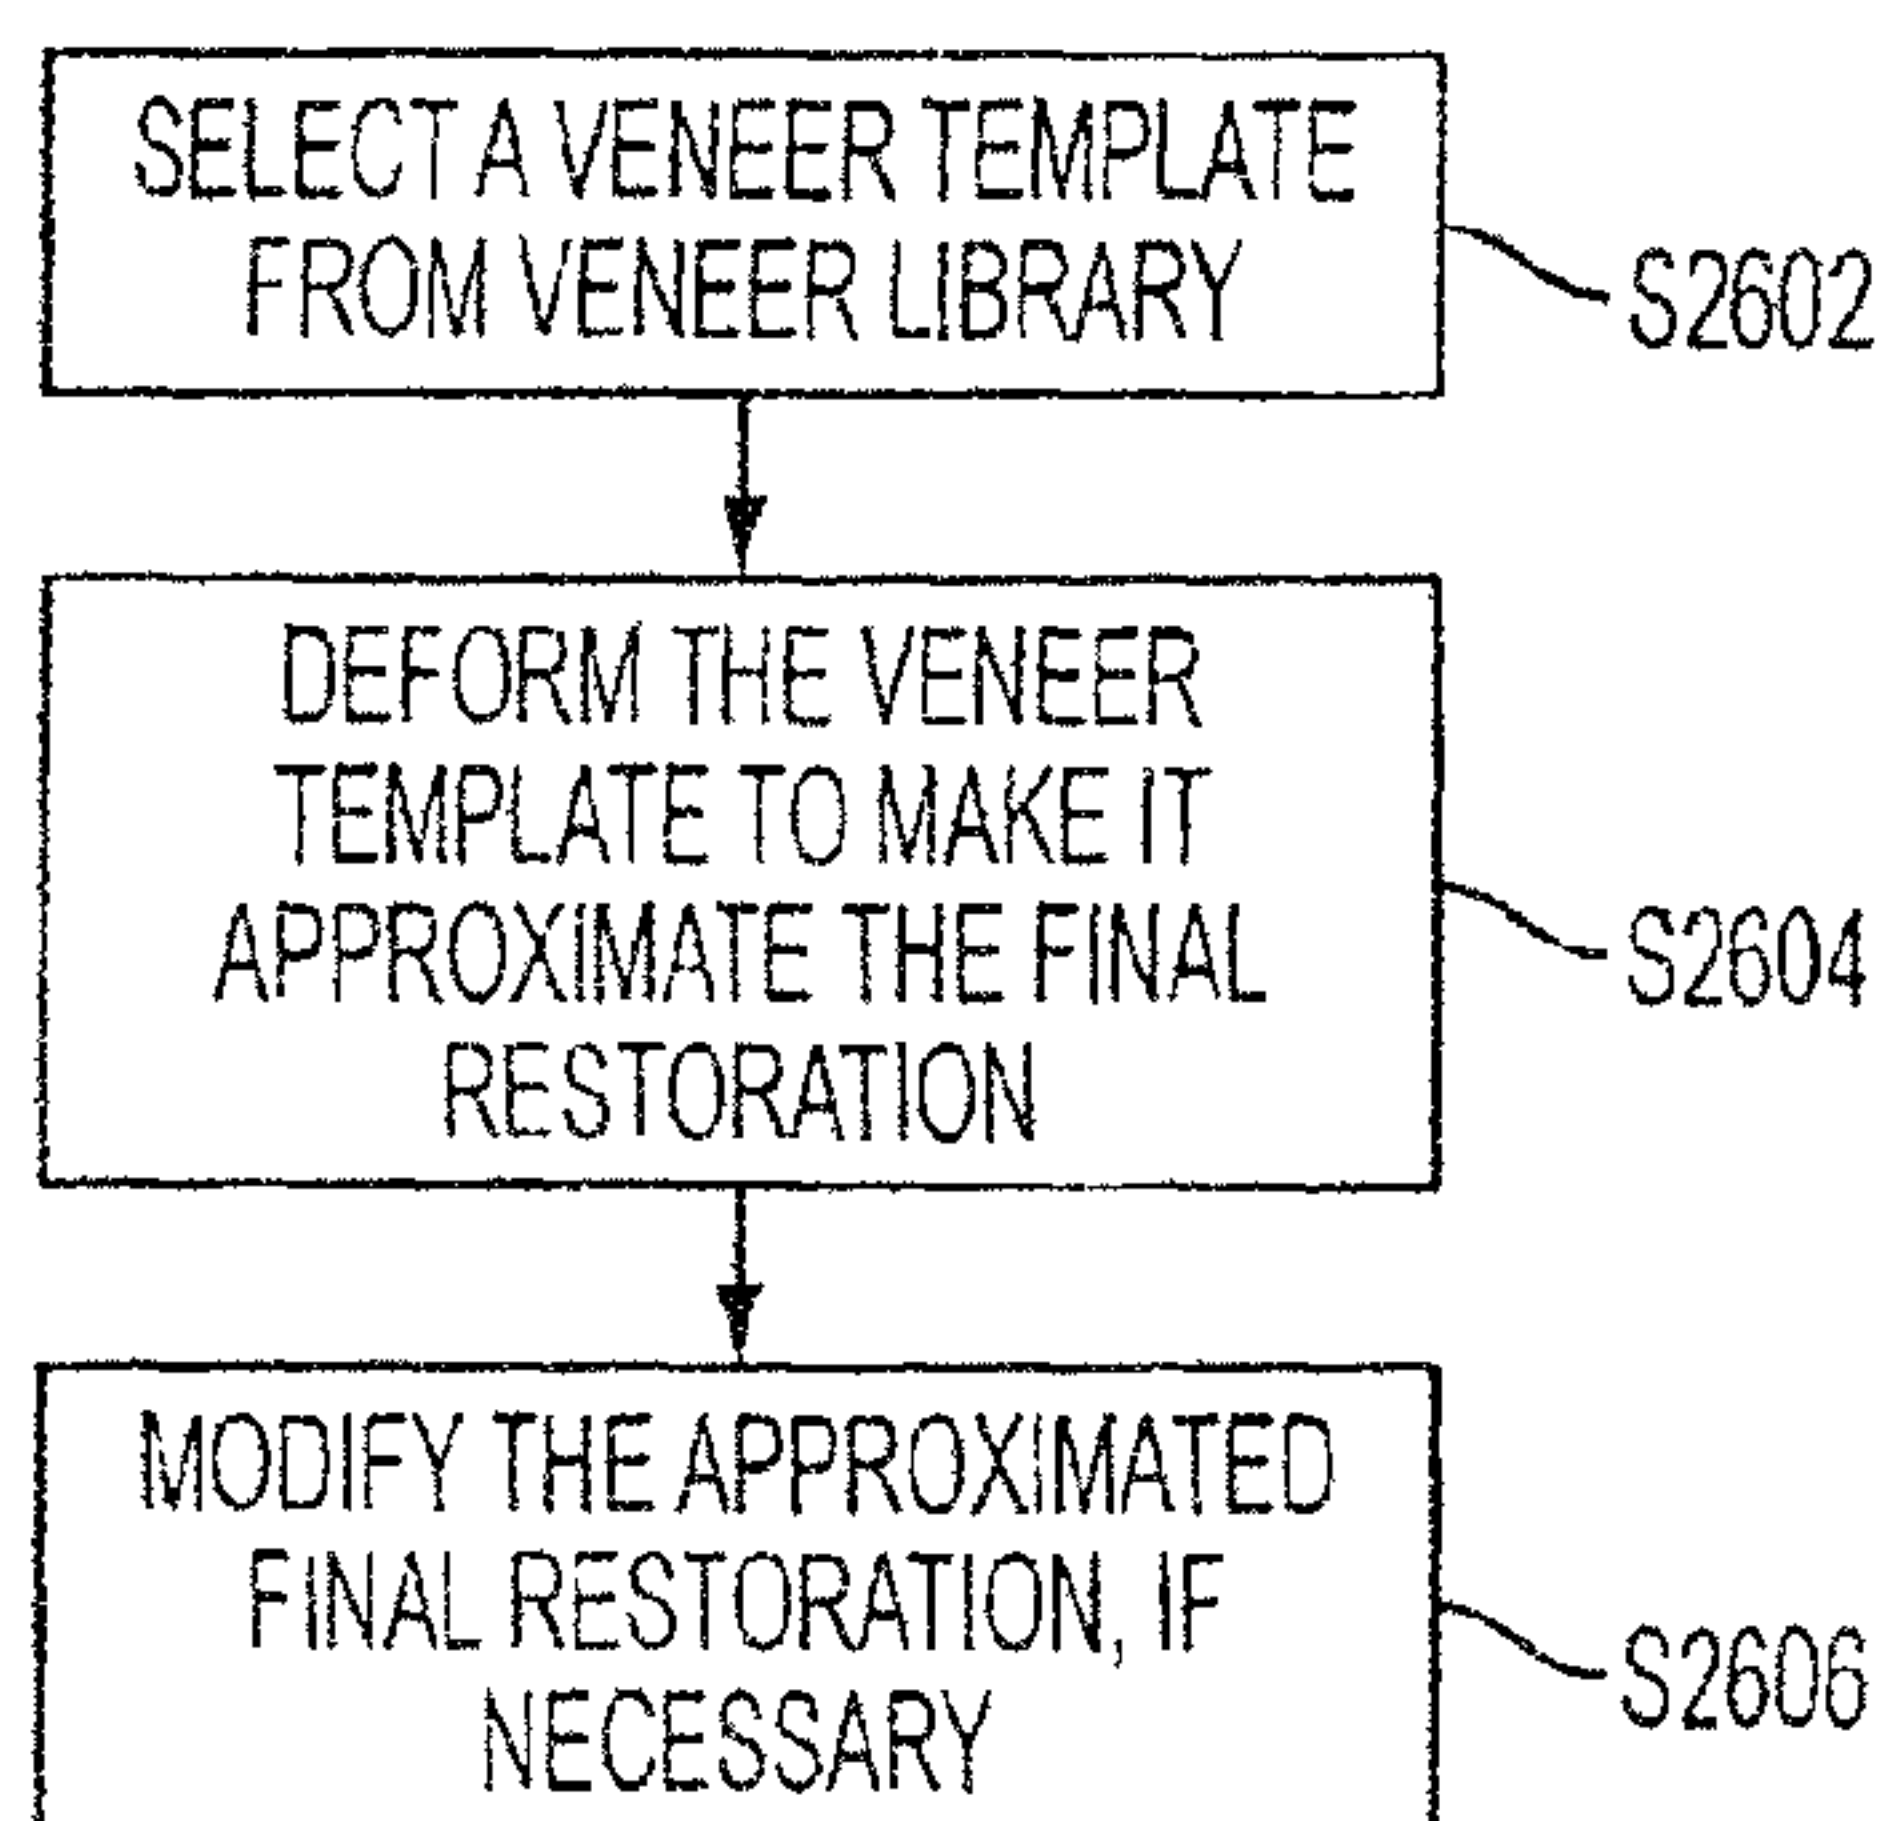 SELECT A VENEER TEMPLATE
FROM VENEER LIBRARY
S2602
DEFORM THE VENEER
TEMPLATE TO MAKE IT
APPROXIMATE THE FINAL
RESTORATION
S2604
MODIFY THE APPROXIMATED
FINAL RESTORATION, IF
NECESSARY
S2606